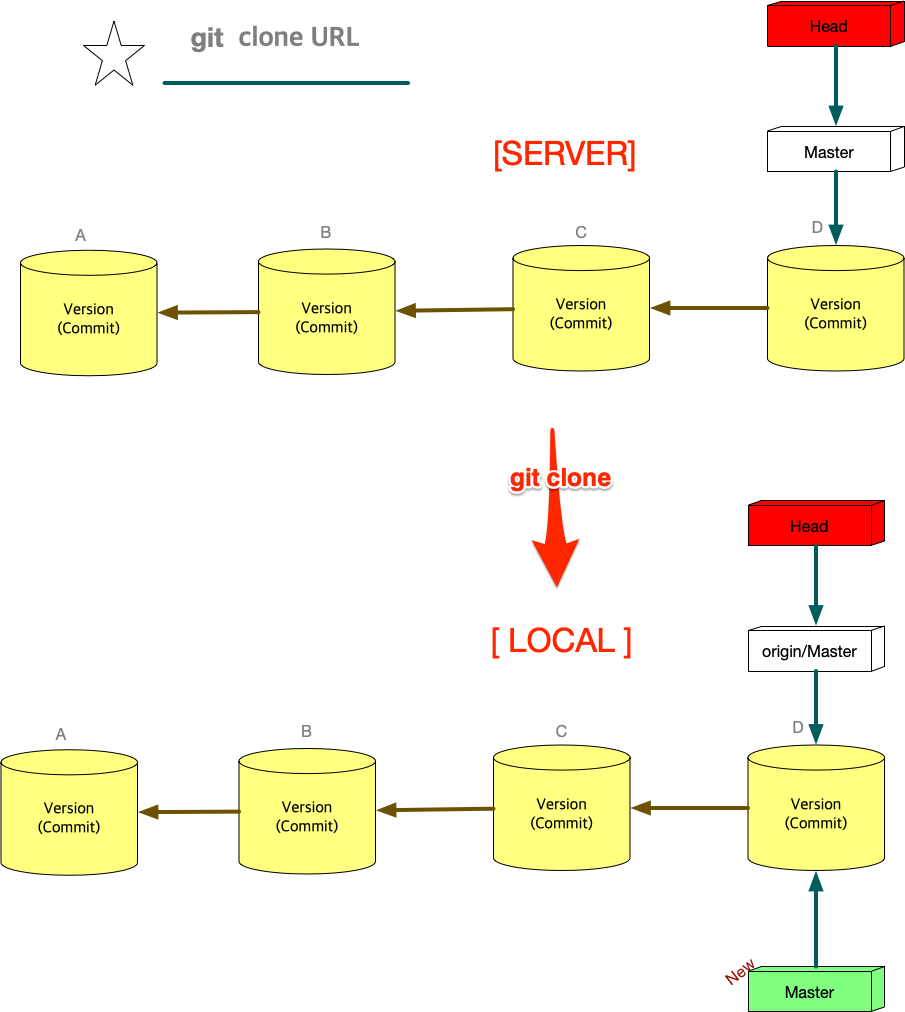 git clone URL
Head
[SERVER]
Master
A
B
C
D
Version
(Commit)
Version
(Commit)
Version
(Commit)
Version
(Commit)
git clone
Head
[ LOCAL ]
origin/Master
A
B
C
D
Version
(Commit)
Version
(Commit)
Version
(Commit)
Version
(Commit)
New
Master